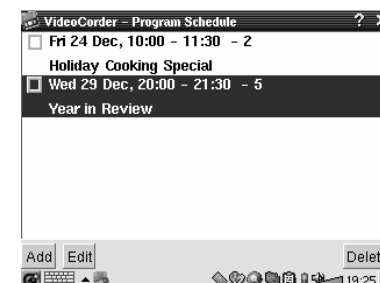 VideoCorder – Program Schedule ?
Fri 24 Dec, 10:00 – 11:30 – 2
Holiday Cooking Special
Wed 29 Dec, 20:00 – 21:30 – 5
Year in Review
Add Edit Delet
19:25